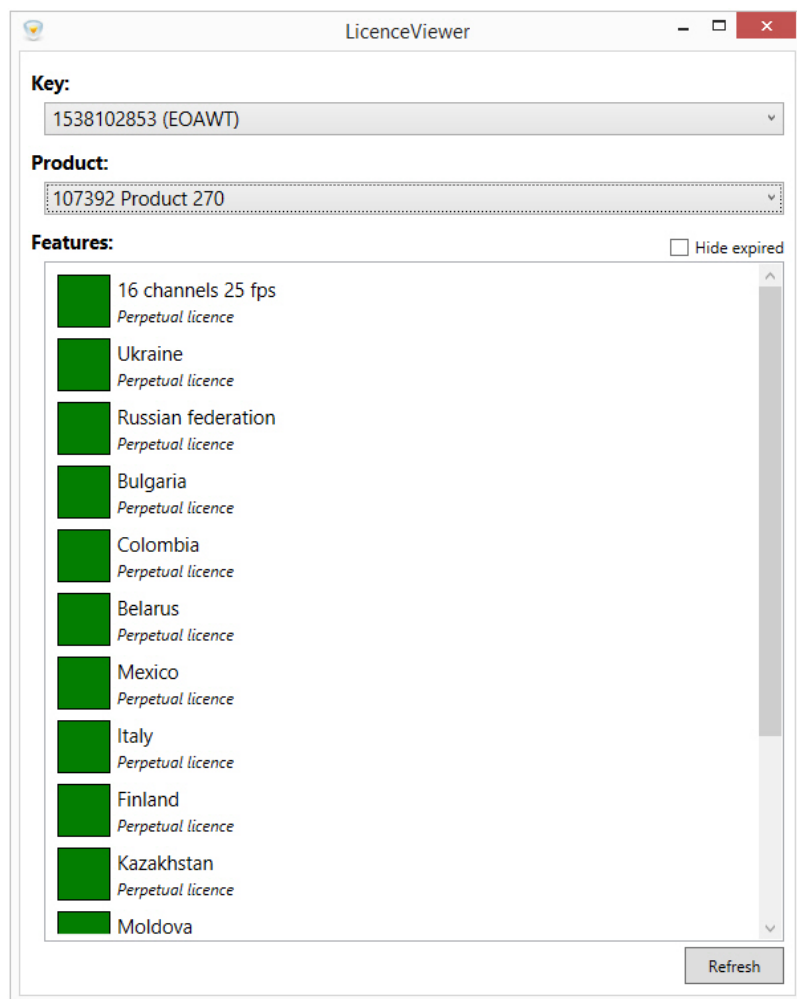 LicenceViewer
Key:
1538102853 (EOAWT)
Product:
107392 Product 270
Features:
Hide expired
16 channels 25 fps
Perpetual licence
Ukraine
Perpetual licence
Russian federation
Perpetual licence
Bulgaria
Perpetual licence
Colombia
Perpetual licence
Belarus
Perpetual licence
Mexico
Perpetual licence
Italy
Perpetual licence
Finland
Perpetual licence
Kazakhstan
Perpetual licence
Moldova
Refresh